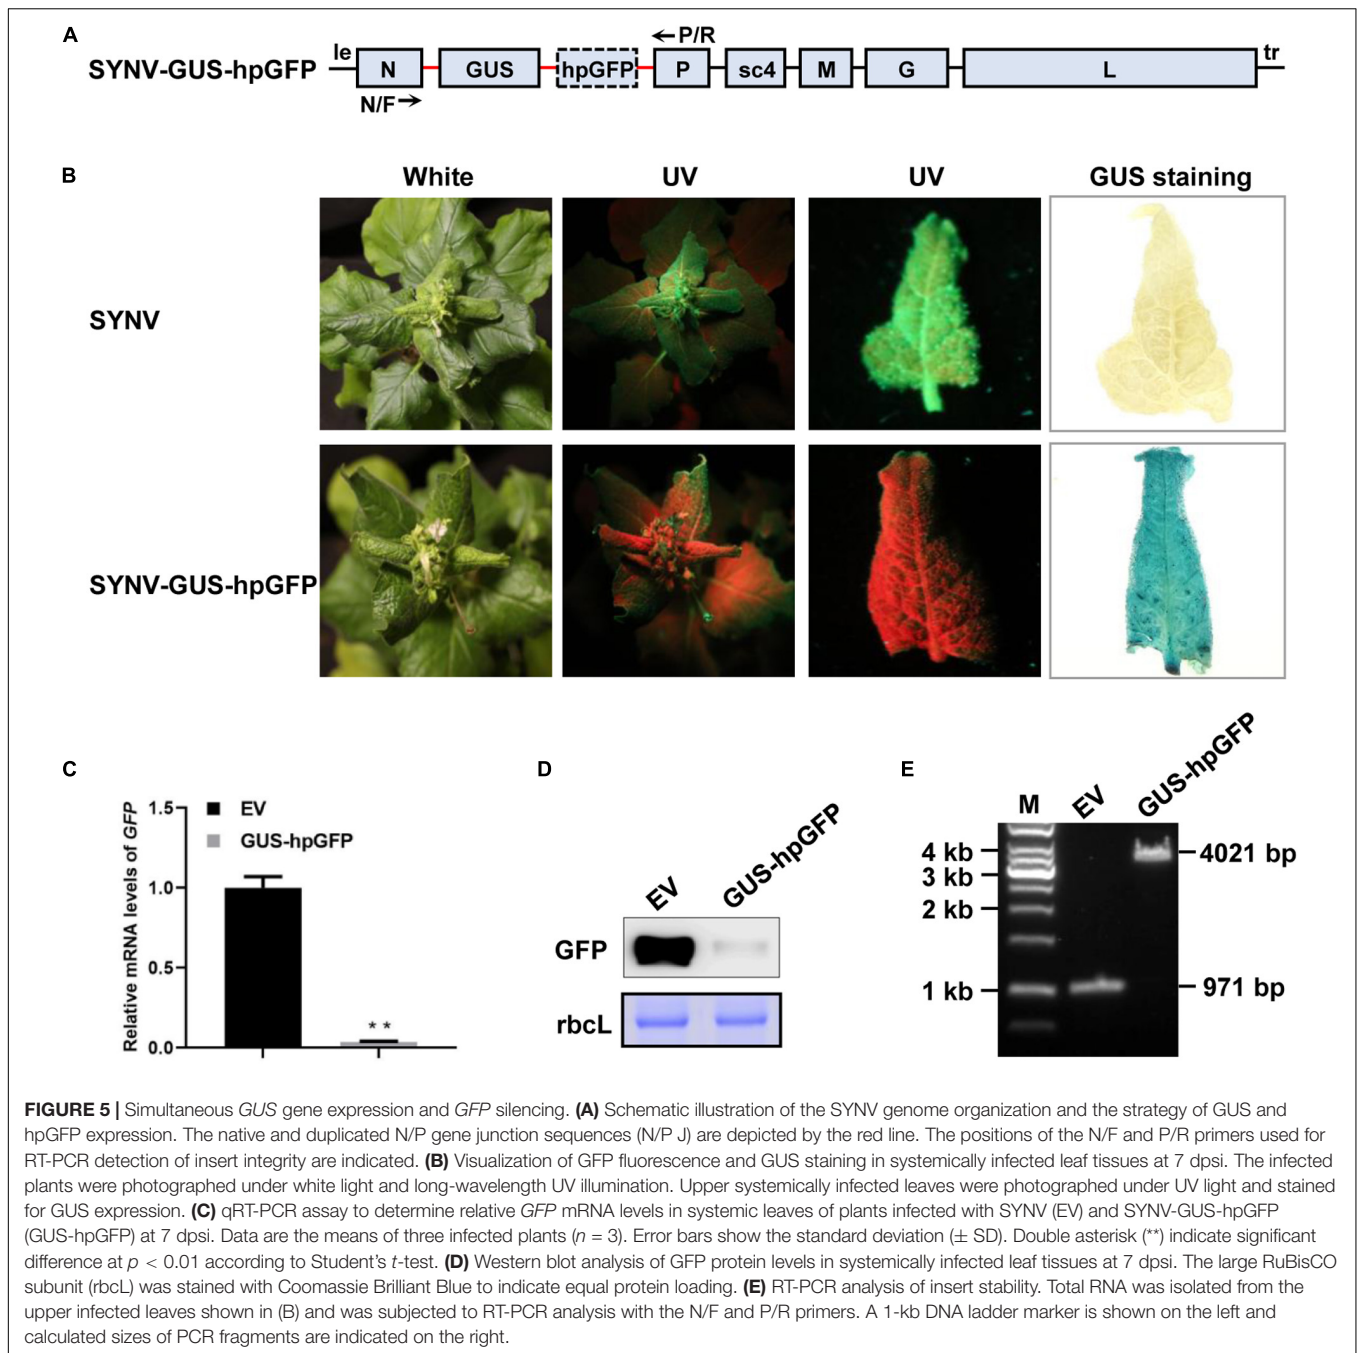 A
le
←P/R
SYNV-GUS-hpGFP
N
GUS
hpGFP
P
sc4
M
G
L
tr
N/F→
B
White
UV
UV
GUS staining
SYNV
SYNV-GUS-hpGFP
C
Relative mRNA levels of GFP
1.5
1.0
0.5
0.0
EV
GUS-hpGFP
**
D
EV
GUS-hpGFP
GFP
rbcL
E
M
EV
GUS-hpGFP
4 kb
3 kb
2 kb
1 kb
4021 bp
971 bp
FIGURE 5 | Simultaneous GUS gene expression and GFP silencing. (A) Schematic illustration of the SYNV genome organization and the strategy of GUS and
hpGFP expression. The native and duplicated N/P gene junction sequences (N/P J) are depicted by the red line. The positions of the N/F and P/R primers used for
RT-PCR detection of insert integrity are indicated. (B) Visualization of GFP fluorescence and GUS staining in systemically infected leaf tissues at 7 dpsi. The infected
plants were photographed under white light and long-wavelength UV illumination. Upper systemically infected leaves were photographed under UV light and stained
for GUS expression. (C) qRT-PCR assay to determine relative GFP mRNA levels in systemic leaves of plants infected with SYNV (EV) and SYNV-GUS-hpGFP
(GUS-hpGFP) at 7 dpsi. Data are the means of three infected plants (n = 3). Error bars show the standard deviation (± SD). Double asterisk (**) indicate significant
difference at p < 0.01 according to Student's t-test. (D) Western blot analysis of GFP protein levels in systemically infected leaf tissues at 7 dpsi. The large RuBisCO
subunit (rbcL) was stained with Coomassie Brilliant Blue to indicate equal protein loading. (E) RT-PCR analysis of insert stability. Total RNA was isolated from the
upper infected leaves shown in (B) and was subjected to RT-PCR analysis with the N/F and P/R primers. A 1-kb DNA ladder marker is shown on the left and
calculated sizes of PCR fragments are indicated on the right.